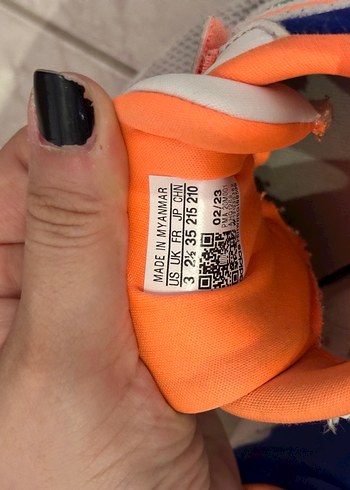 MADE IN MYANMAR
US UK FR JP CHN
3 2½ 35 215 210
02/23